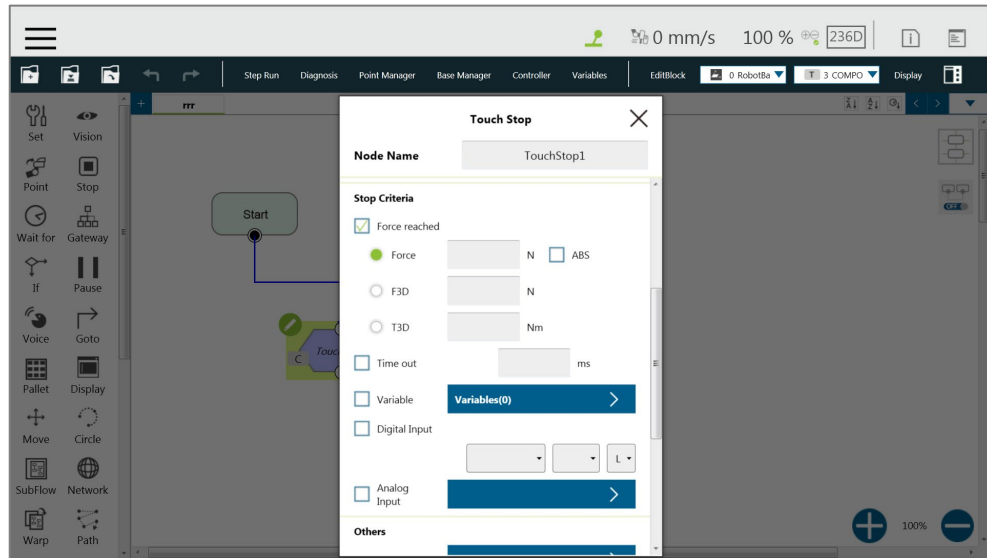 0 mm/s 100 % 236D
Step Run Diagnosis Point Manager Base Manager Controller Variables EditBlock 0 RobotBa T 3 COMPO Display
rrr
Set Vision
Point Stop
Wait for Gateway
If Pause
Voice Goto
Pallet Display
Move Circle
SubFlow Network
Warp Path
Start
C Touc
OFF
Touch Stop
Node Name TouchStop1
Stop Criteria
Force reached
Force N ABS
F3D N
T3D Nm
Time out ms
Variable Variables(0)
Digital Input
L
Analog
Input
Others
100%